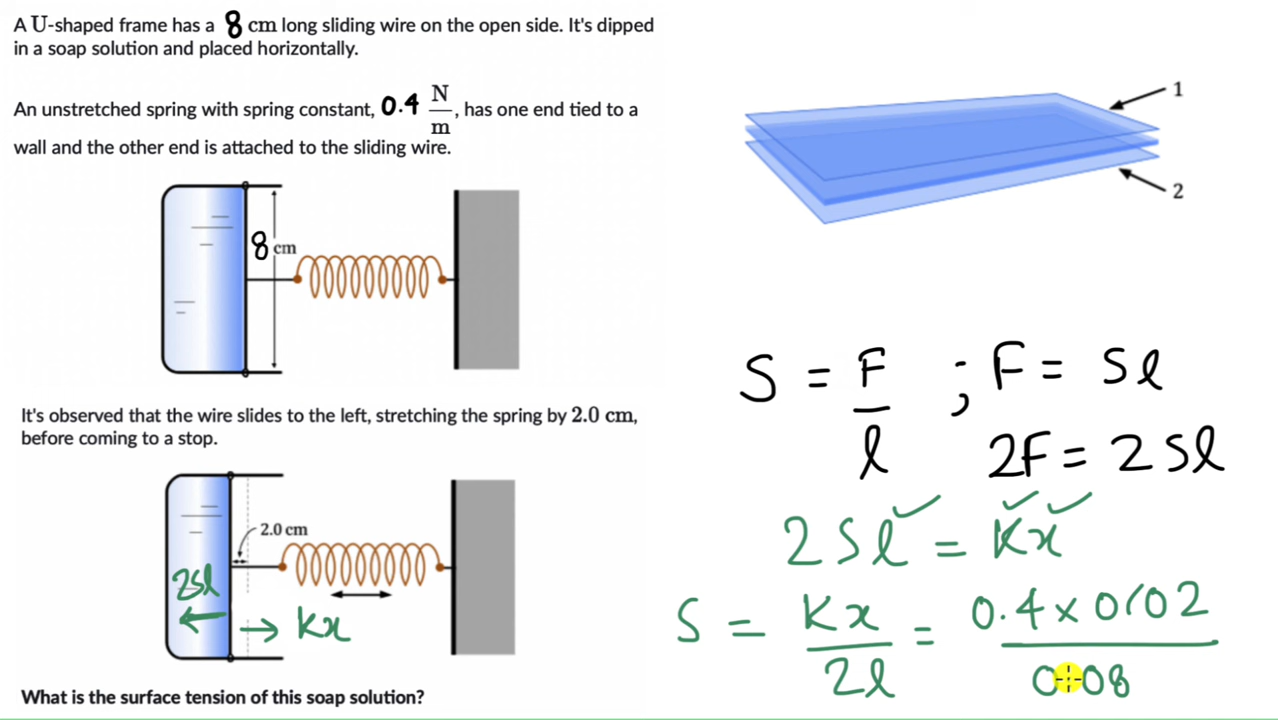 A U-shaped frame has a 8 cm long sliding wire on the open side. It's dipped
in a soap solution and placed horizontally.
An unstretched spring with spring constant, 0.4 N/m, has one end tied to a
wall and the other end is attached to the sliding wire.
8 cm
It's observed that the wire slides to the left, stretching the spring by 2.0 cm,
before coming to a stop.
2.0 cm
2Sl
Kx
What is the surface tension of this soap solution?
1
2
S = F/l ; F = Sl
2F = 2Sl
2Sl = Kx
S = Kx/2l = 0.4 x 0.02/0.08